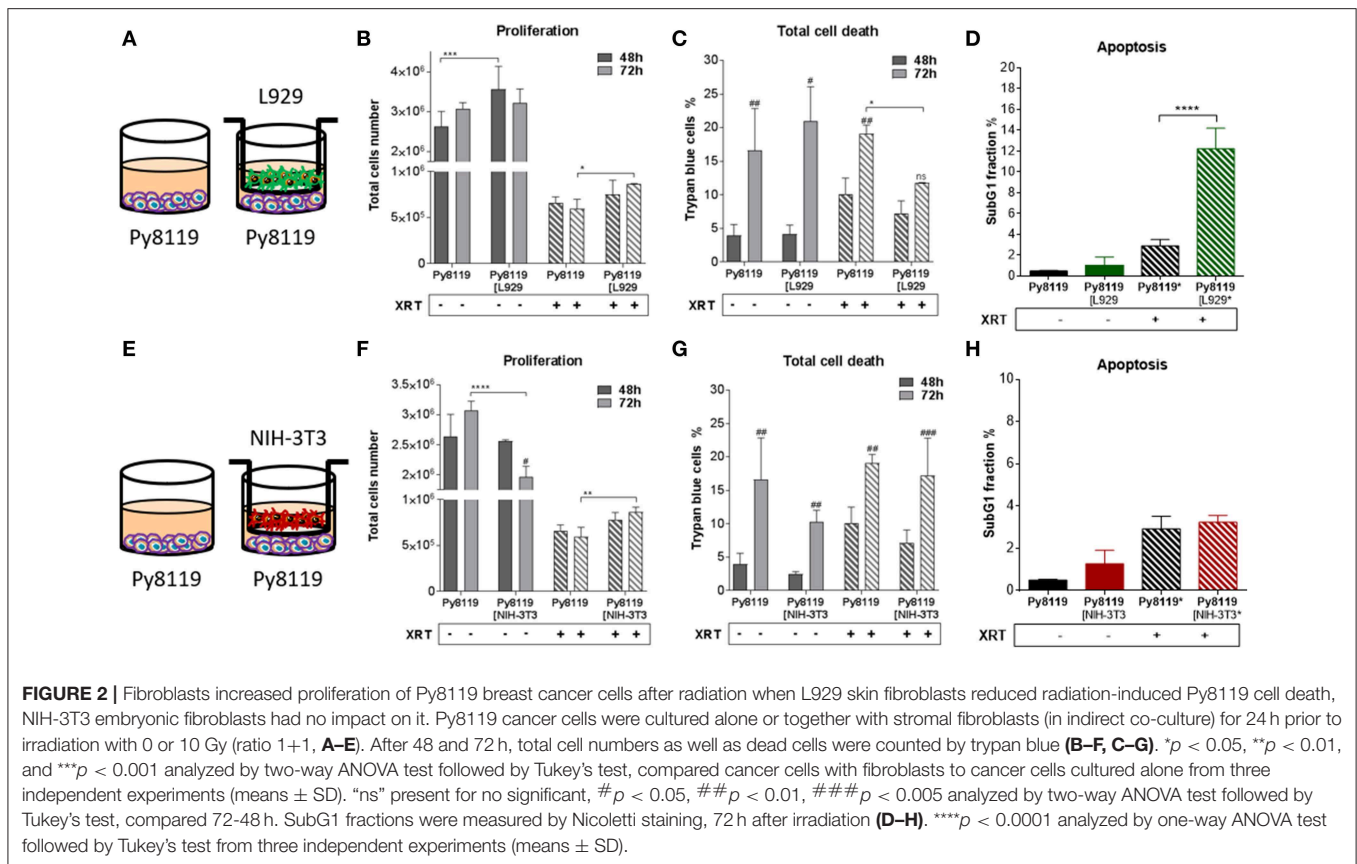 A
L929
Py8119
Py8119
B
Proliferation
48h
72h
Total cells number
4×10⁶
3×10⁶
2×10⁶
1×10⁶
5×10⁵
0
***
*
Py8119
Py8119 [L929
Py8119
Py8119 [L929
XRT - - - - + + + +
C
Total cell death
48h
72h
Trypan blue cells %
30
25
20
15
10
5
0
##
#
##
*
ns
Py8119
Py8119 [L929
Py8119
Py8119 [L929
- - - - + + + +
D
Apoptosis
SubG1 fraction %
20
18
16
14
12
10
8
6
4
2
0
****
Py8119
Py8119 [L929
Py8119*
Py8119 [L929*
XRT - - + +
E
NIH-3T3
Py8119
Py8119
F
Proliferation
48h
72h
Total cells number
3.5×10⁶
3×10⁶
2.5×10⁶
2×10⁶
1×10⁶
5×10⁵
0
****
#
**
Py8119
Py8119 [NIH-3T3
Py8119
Py8119 [NIH-3T3
XRT - - - - + + + +
G
Total cell death
48h
72h
Trypan blue cells %
30
25
20
15
10
5
0
##
##
##
###
Py8119
Py8119 [NIH-3T3
Py8119
Py8119 [NIH-3T3
XRT - - - - + + + +
H
Apoptosis
SubG1 fraction %
10
8
6
4
2
0
Py8119
Py8119 [NIH-3T3
Py8119*
Py8119 [NIH-3T3*
XRT - - + +
FIGURE 2 | Fibroblasts increased proliferation of Py8119 breast cancer cells after radiation when L929 skin fibroblasts reduced radiation-induced Py8119 cell death,
NIH-3T3 embryonic fibroblasts had no impact on it. Py8119 cancer cells were cultured alone or together with stromal fibroblasts (in indirect co-culture) for 24 h prior to
irradiation with 0 or 10 Gy (ratio 1+1, A–E). After 48 and 72 h, total cell numbers as well as dead cells were counted by trypan blue (B–F, C–G). *p < 0.05, **p < 0.01,
and ***p < 0.001 analyzed by two-way ANOVA test followed by Tukey's test, compared cancer cells with fibroblasts to cancer cells cultured alone from three
independent experiments (means ± SD). "ns" present for no significant, #p < 0.05, ##p < 0.01, ###p < 0.005 analyzed by two-way ANOVA test followed by
Tukey's test, compared 72-48 h. SubG1 fractions were measured by Nicoletti staining, 72 h after irradiation (D–H). ****p < 0.0001 analyzed by one-way ANOVA test
followed by Tukey's test from three independent experiments (means ± SD).